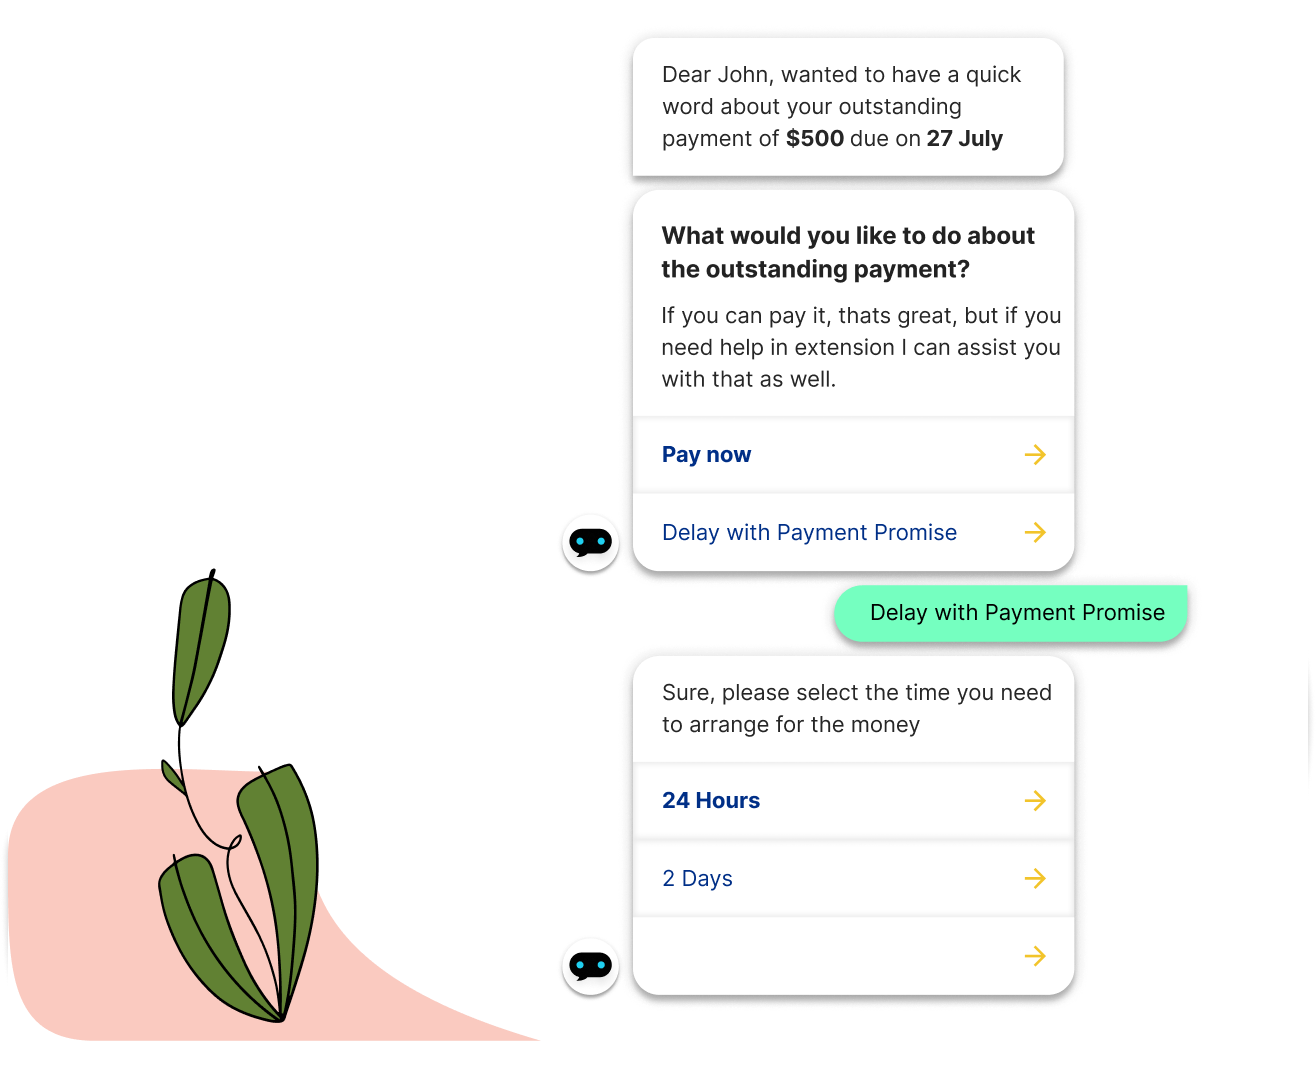 Dear John, wanted to have a quick
word about your outstanding
payment of $500 due on 27 July
What would you like to do about
the outstanding payment?
If you can pay it, thats great, but if you
need help in extension I can assist you
with that as well.
Pay now
Delay with Payment Promise
Delay with Payment Promise
Sure, please select the time you need
to arrange for the money
24 Hours
2 Days